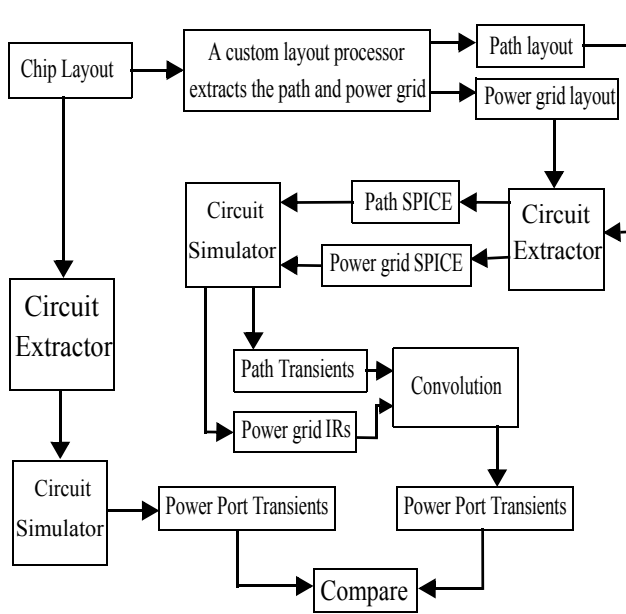 Chip Layout
A custom layout processor
extracts the path and power grid
Path layout
Power grid layout
Circuit
Simulator
Path SPICE
Power grid SPICE
Circuit
Extractor
Circuit
Extractor
Path Transients
Power grid IRs
Convolution
Circuit
Simulator
Power Port Transients
Power Port Transients
Compare